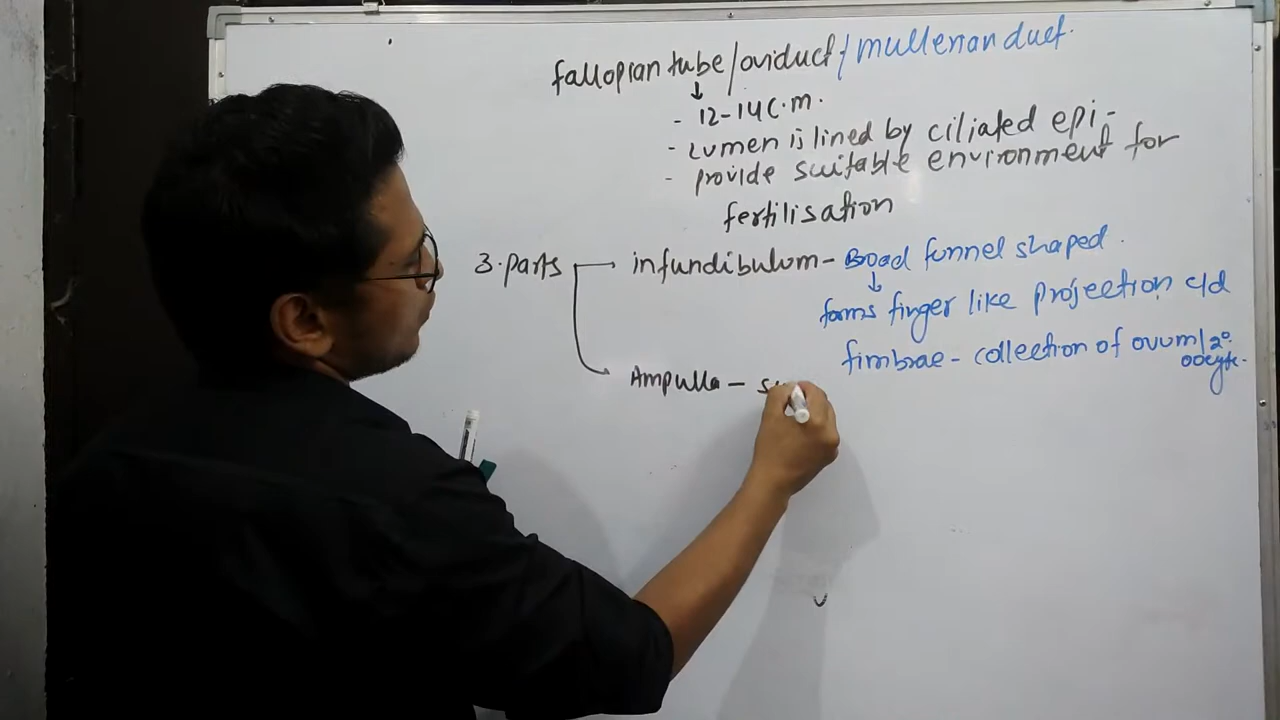 fallopian tube/oviduct/mullerian duct.
- 12-14 C.m.
- Lumen is lined by ciliated epi-
- provide suitable environment for
fertilisation
3. parts → infundibulum - Broad funnel shaped.
↓
forms finger like projection c/d
fimbrae - collection of ovum/2°
oocyte.
Ampulla -